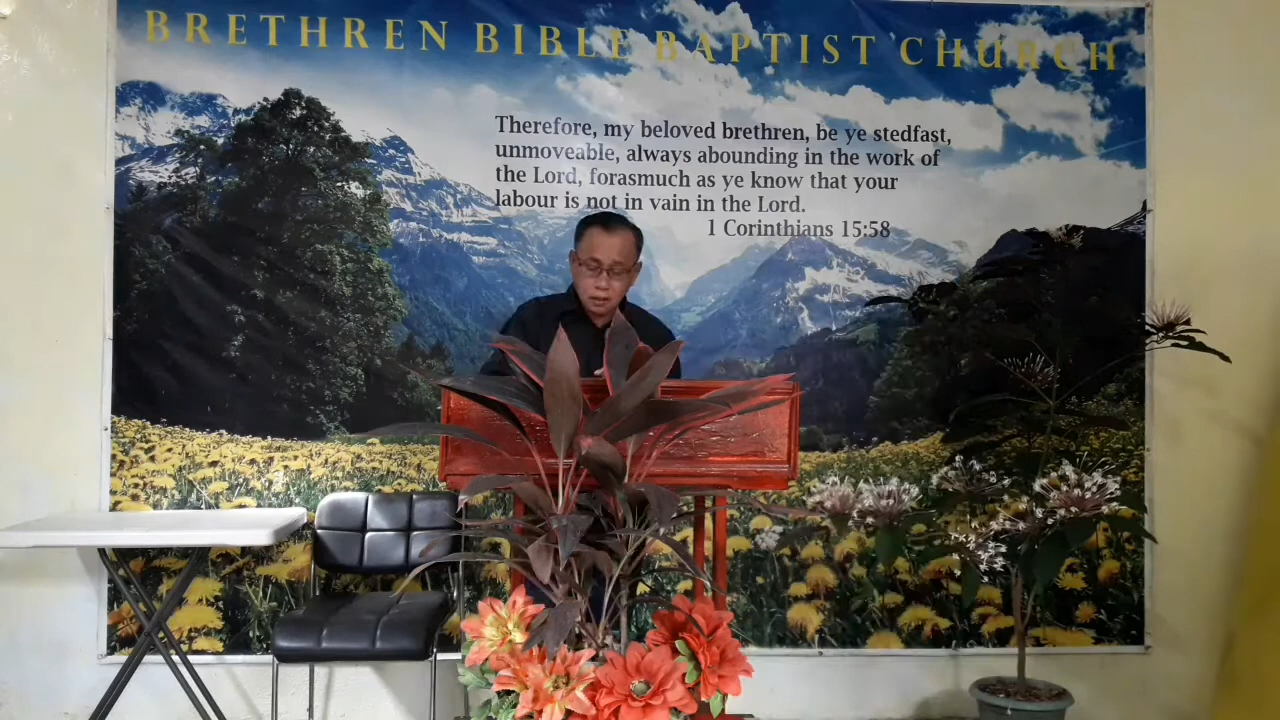 BRETHREN BIBLE BAPTIST CHURCH
Therefore, my beloved brethren, be ye stedfast,
unmoveable, always abounding in the work of
the Lord, forasmuch as ye know that your
labour is not in vain in the Lord.
1 Corinthians 15:58